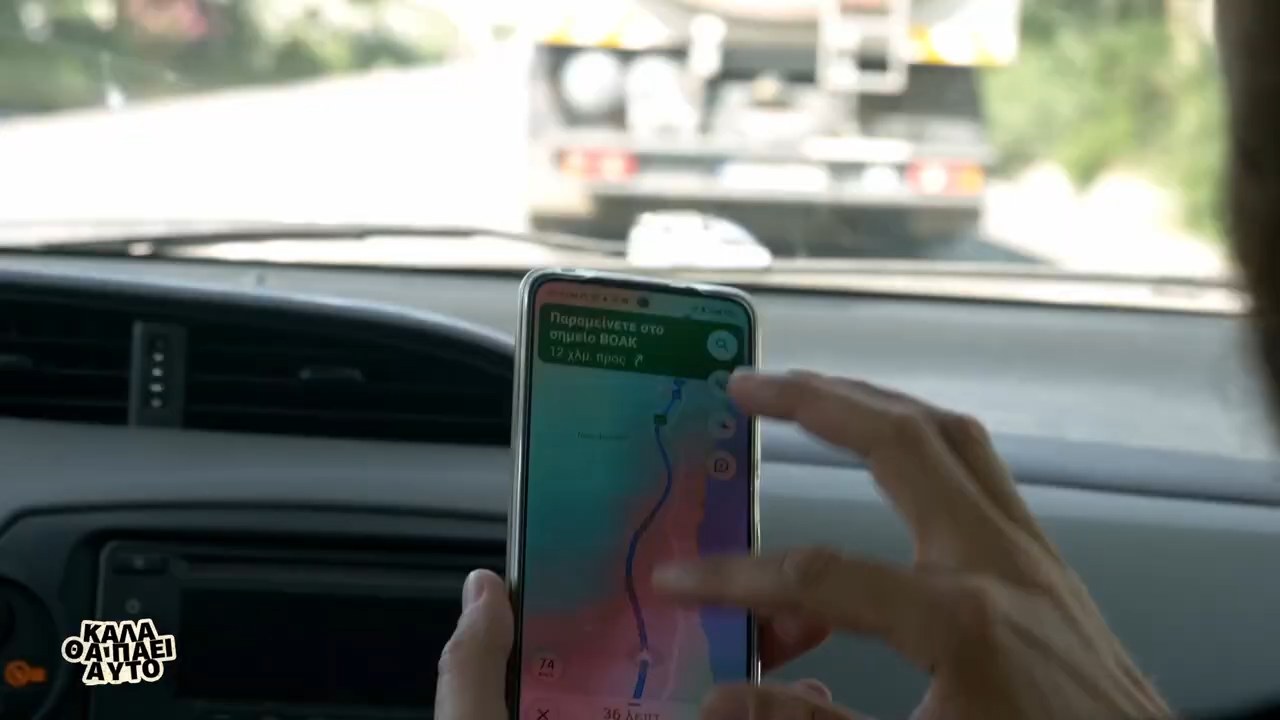 Παραμείνετε στο
σημείο ΒΟΑΚ
12 χλμ. προς
74
36 λεπτ
ΚΑΛΑ
ΘΑ ΠΑΕΙ
ΑΥΤΟ